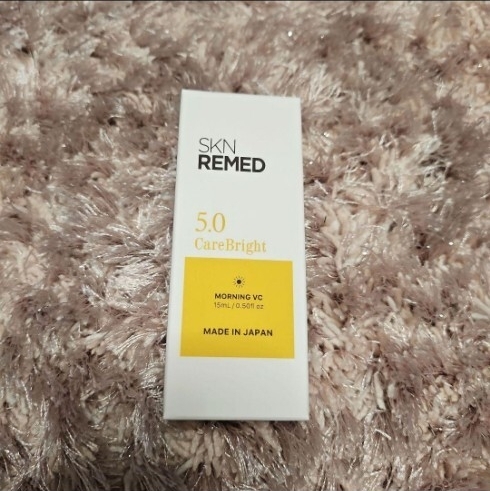 SKN
REMED
5.0
CareBright
MORNING VC
15mL / 0.50fl oz
MADE IN JAPAN